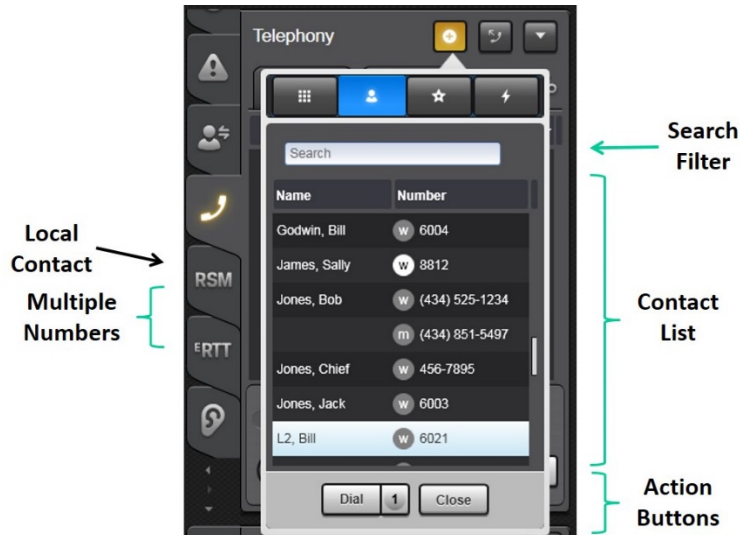 Telephony
Search
Search
Filter
Name Number
Godwin, Bill w 6004
Local
Contact
James, Sally w 8812
RSM
Multiple
Numbers
Jones, Bob w (434) 525-1234
m (434) 851-5497
Contact
List
ERTT
Jones, Chief w 456-7895
Jones, Jack w 6003
L2, Bill w 6021
Dial 1 Close
Action
Buttons